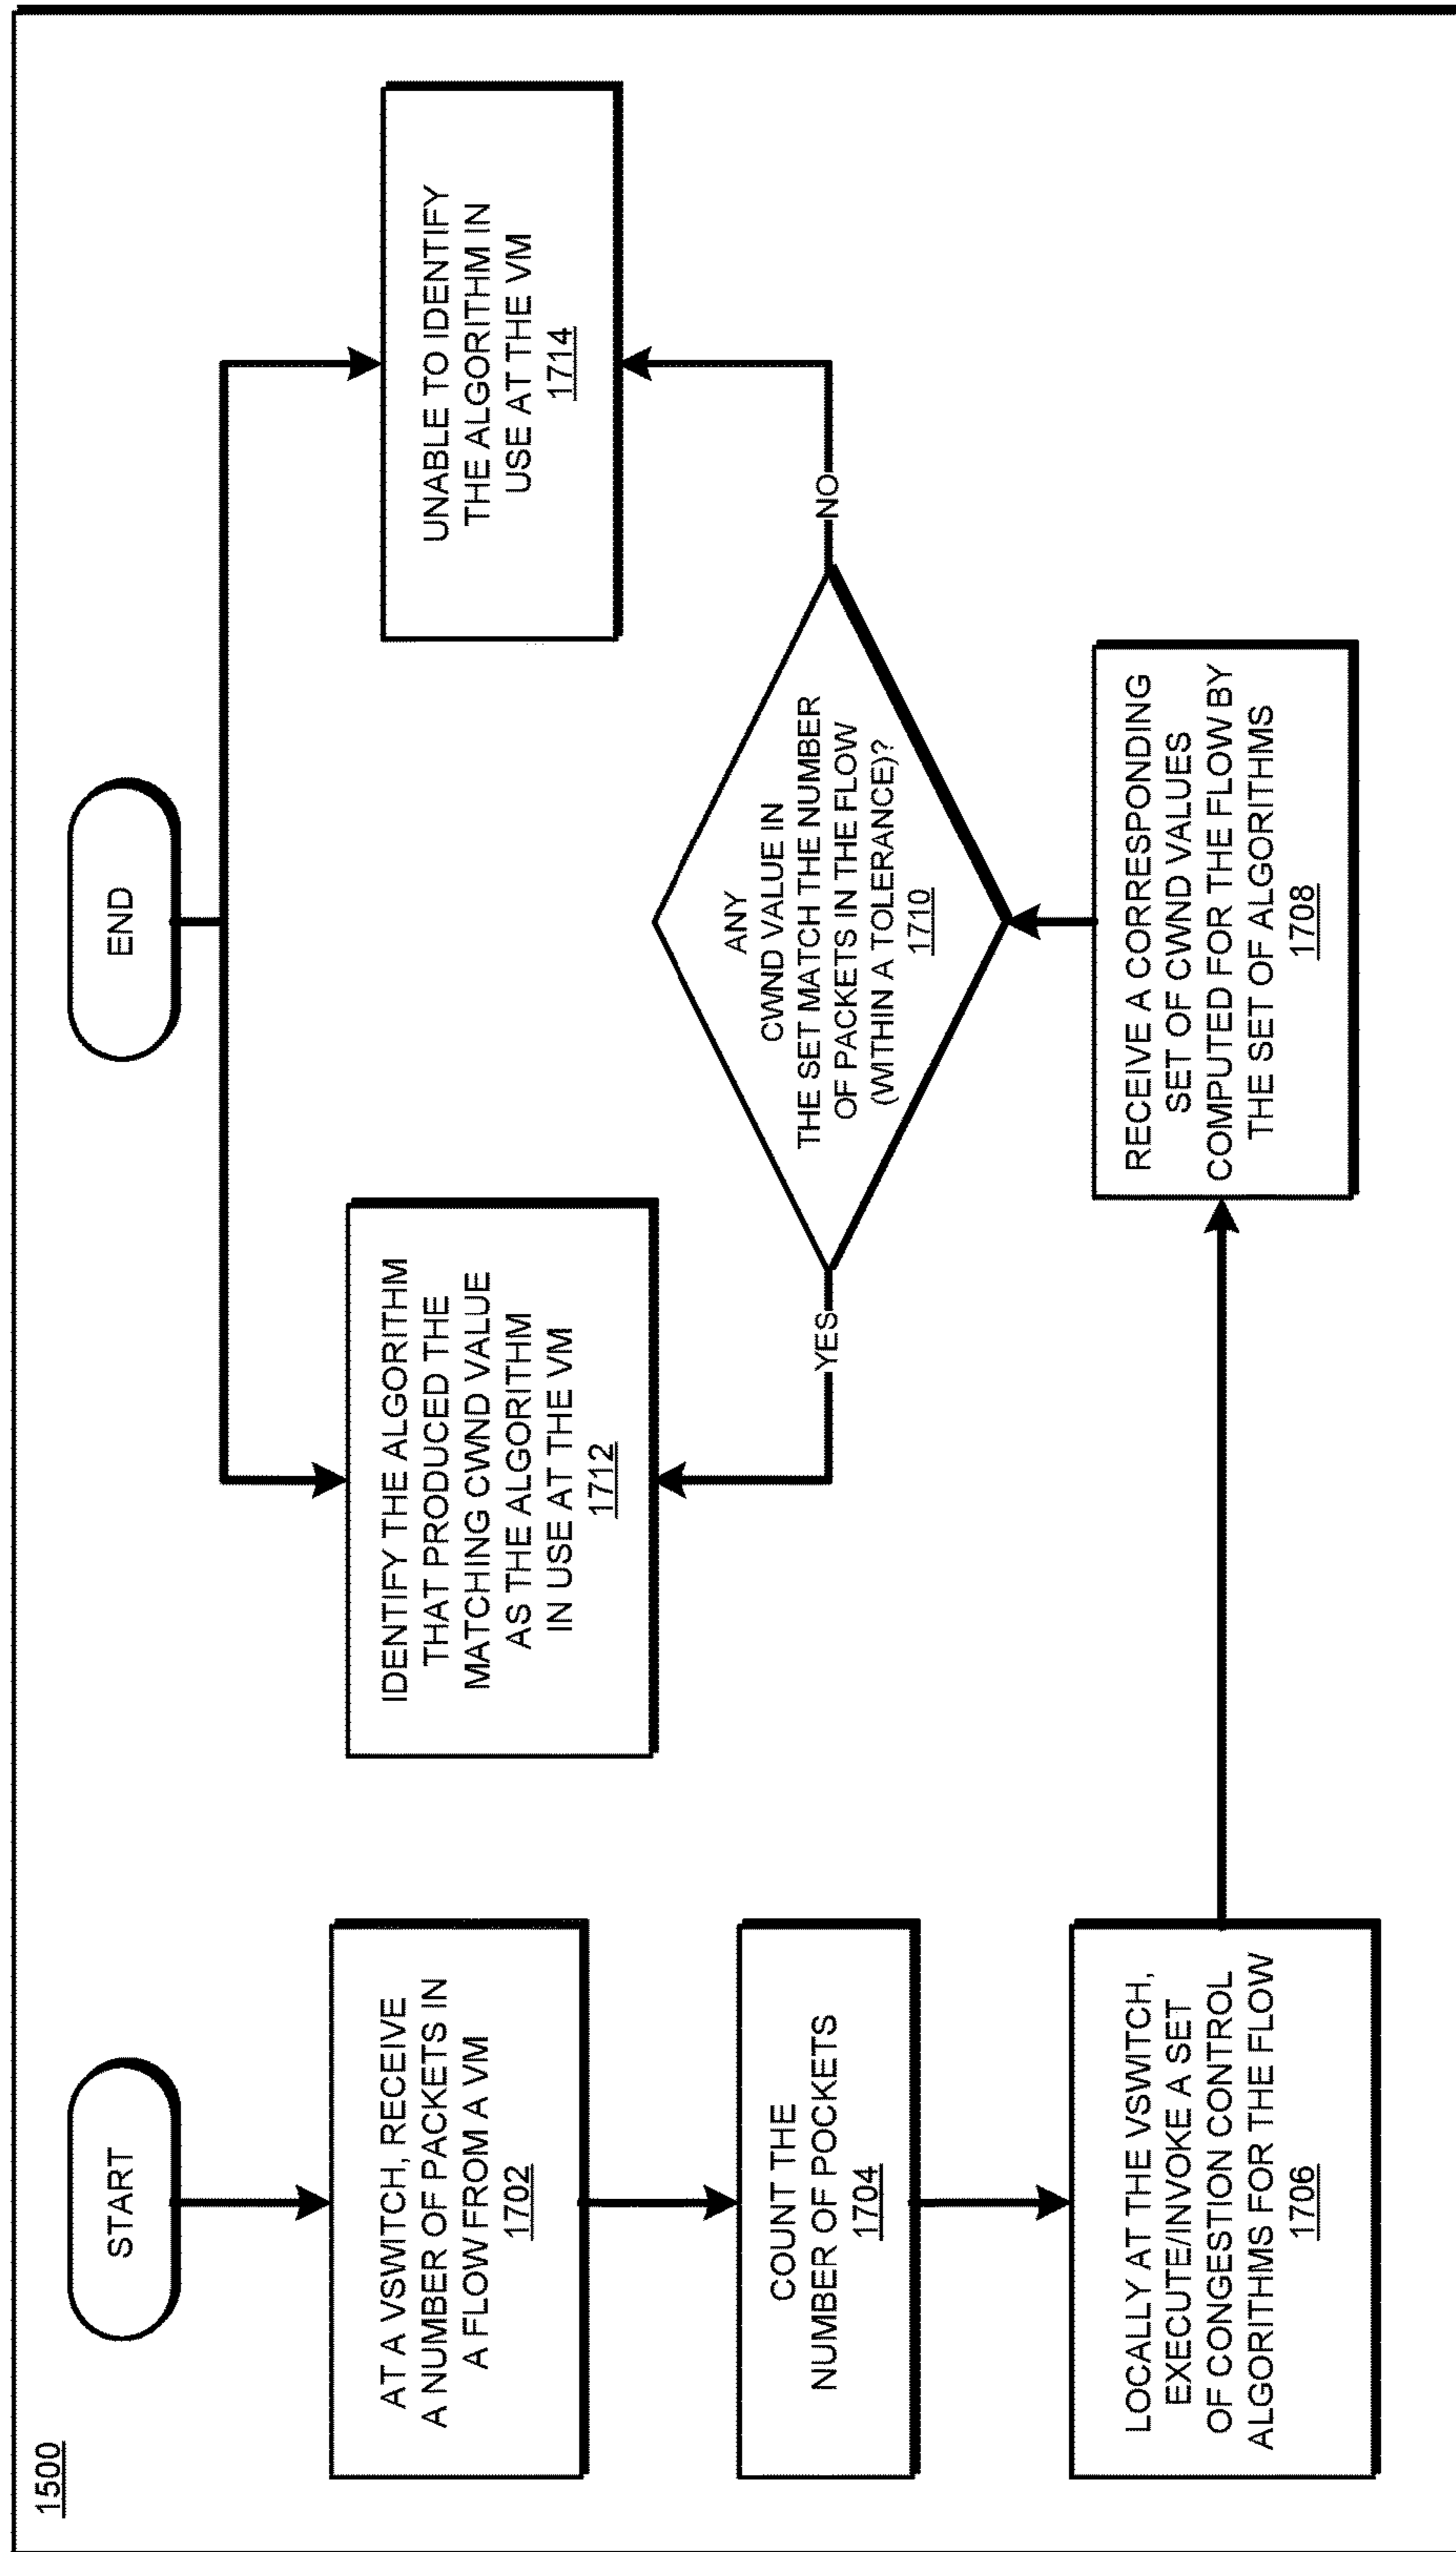 1500
START
AT A VSWITCH, RECEIVE
A NUMBER OF PACKETS IN
A FLOW FROM A VM
1702
COUNT THE
NUMBER OF POCKETS
1704
LOCALLY AT THE VSWITCH,
EXECUTE/INVOKE A SET
OF CONGESTION CONTROL
ALGORITHMS FOR THE FLOW
1706
RECEIVE A CORRESPONDING
SET OF CWND VALUES
COMPUTED FOR THE FLOW BY
THE SET OF ALGORITHMS
1708
ANY
CWND VALUE IN
THE SET MATCH THE NUMBER
OF PACKETS IN THE FLOW
(WITHIN A TOLERANCE)?
1710
YES
NO
IDENTIFY THE ALGORITHM
THAT PRODUCED THE
MATCHING CWND VALUE
AS THE ALGORITHM
IN USE AT THE VM
1712
UNABLE TO IDENTIFY
THE ALGORITHM IN
USE AT THE VM
1714
END